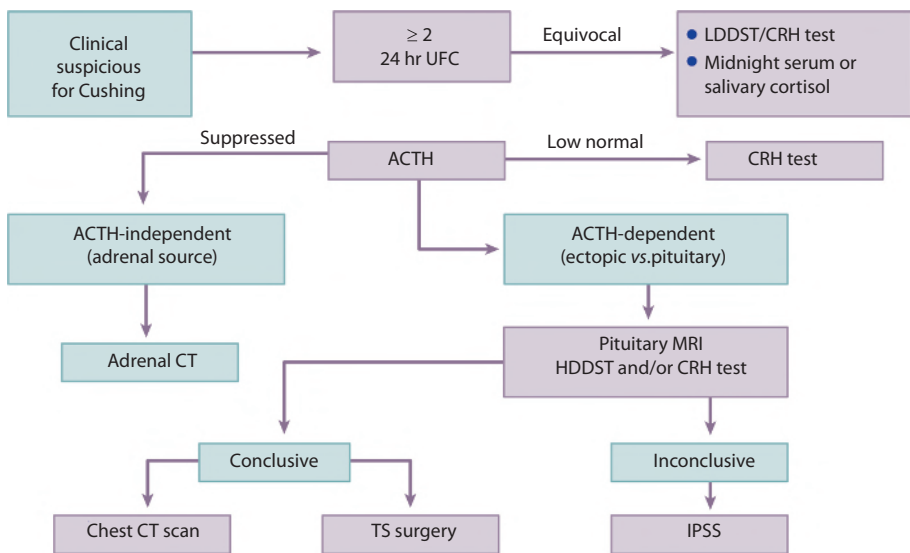 Clinical
suspicious
for Cushing
≥ 2
24 hr UFC
Equivocal
● LDDST/CRH test
● Midnight serum or
salivary cortisol
Suppressed
ACTH
Low normal
CRH test
ACTH-independent
(adrenal source)
ACTH-dependent
(ectopic vs.pituitary)
Adrenal CT
Pituitary MRI
HDDST and/or CRH test
Conclusive
Inconclusive
Chest CT scan
TS surgery
IPSS